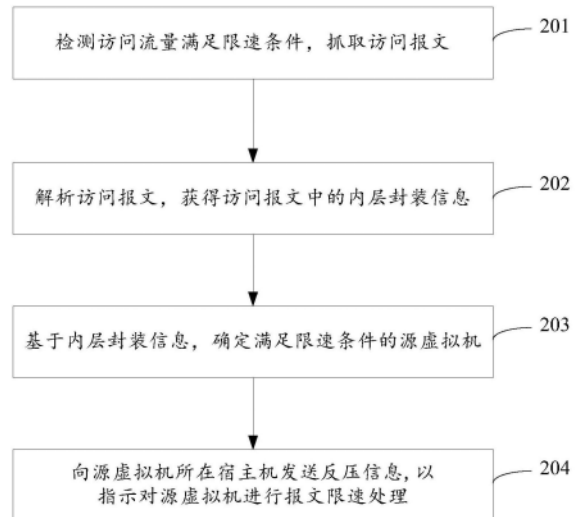 检测访问流量满足限速条件，抓取访问报文
201
解析访问报文，获得访问报文中的内层封装信息
202
基于内层封装信息，确定满足限速条件的源虚拟机
203
向源虚拟机所在宿主机发送反压信息，以
指示对源虚拟机进行报文限速处理
204